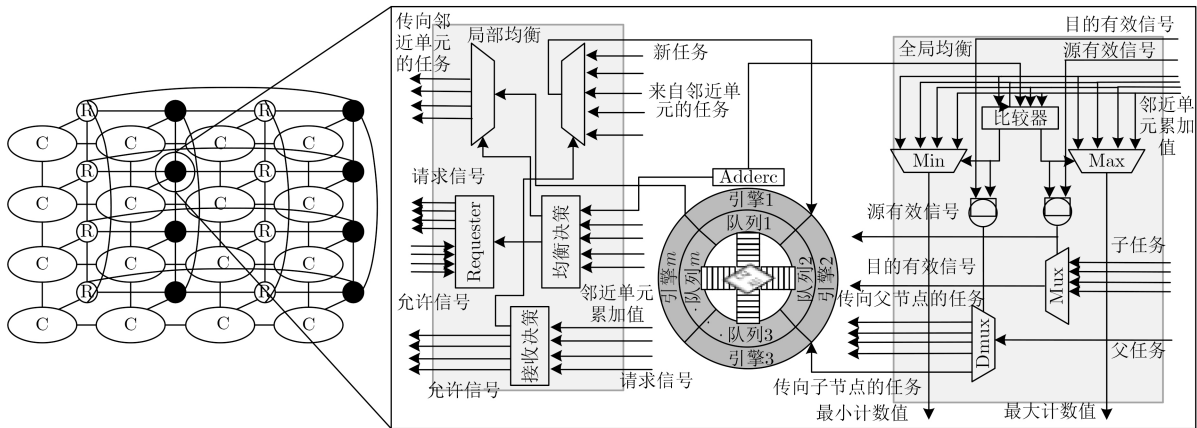 R
R
C
C
C
C
R
R
C
C
C
C
R
R
C
C
C
C
R
R
C
C
C
C
传向邻
近单元
的任务
局部均衡
新任务
来自邻近单
元的任务
请求信号
Requester
均衡决策
允许信号
邻近单元
累加值
接收决策
允许信号
请求信号
Adderc
引擎1
队列1
引擎2
队列2
引擎3
队列3
引擎m
队列m
传向子节点的任务
全局均衡
目的有效信号
源有效信号
邻近单
元累加
值
比较器
Min
Max
源有效信号
子任务
目的有效信号
Mux
传向父节点的任务
Dmux
父任务
最小计数值
最大计数值